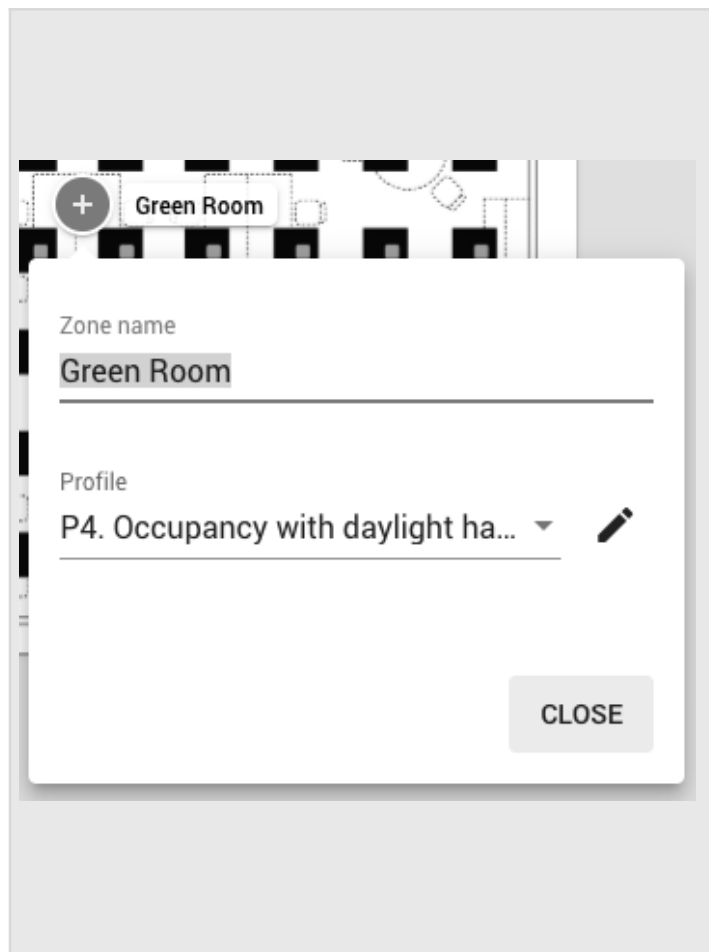 Green Room
Zone name
Green Room
Profile
P4. Occupancy with daylight ha...
CLOSE